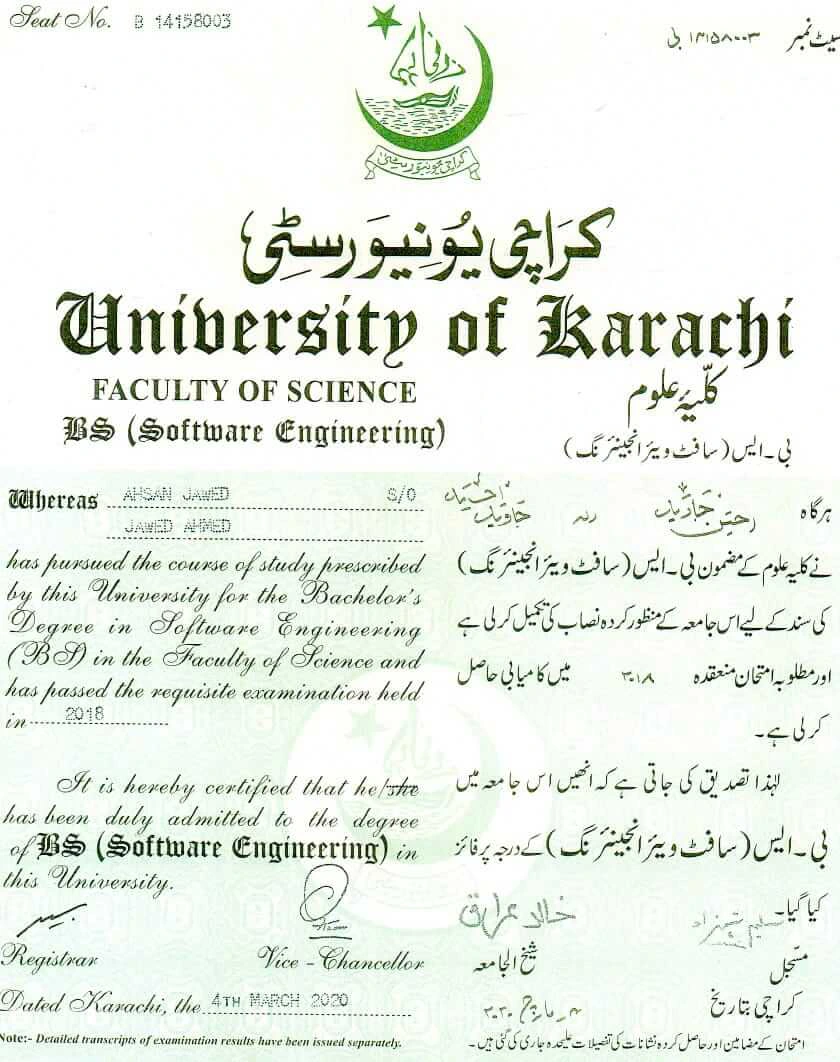 Seat No. B 14158003
سیٹ نمبر ۱۴۱۵۸۰۰۳ بی
کراچی یونیورسٹی
کَرَاچی یُونِیوَرسٹِی
University of Karachi
FACULTY OF SCIENCE
BS (Software Engineering)
کلّیۂ علوم
بی۔ایس (سافٹ ویئر انجینئرنگ)
Whereas AHSAN JAWED S/O
JAWED AHMED
has pursued the course of study prescribed
by this University for the Bachelor's
Degree in Software Engineering
(BS) in the Faculty of Science and
has passed the requisite examination held
in 2018
It is hereby certified that he/she
has been duly admitted to the degree
of BS (Software Engineering) in
this University.
Registrar Vice - Chancellor
Dated Karachi, the 4TH MARCH 2020
Note:- Detailed transcripts of examination results have been issued separately.
ہرگاہ احسن جاوید ولد جاوید احمد
نے کلیہ علوم کے مضمون بی۔ایس (سافٹ ویئر انجینئرنگ)
کی سند کے لیے اس جامعہ کے منظور کردہ نصاب کی تکمیل کرلی ہے
اور مطلوبہ امتحان منعقدہ ۲۰۱۸ میں کامیابی حاصل
کرلی ہے۔
لہٰذا تصدیق کی جاتی ہے کہ انھیں اس جامعہ میں
بی۔ایس (سافٹ ویئر انجینئرنگ) کے درجہ پر فائز
کیا گیا۔
خالد عراقی
مسجل شیخ الجامعہ
کراچی بتاریخ ۴ مارچ ۲۰۲۰
امتحان کے مضامین اور حاصل کردہ نشانات کی تفصیلات علیحدہ جاری کی گئی ہیں۔